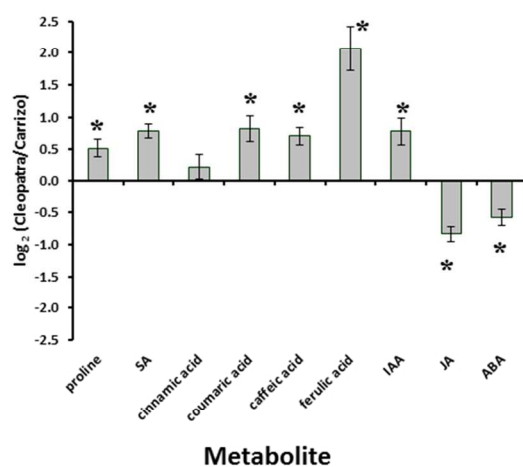 log₂ (Cleopatra/Carrizo)
2.5
2.0
1.5
1.0
0.5
0.0
-0.5
-1.0
-1.5
-2.0
-2.5
* * * * * * * *
proline
SA
cinnamic acid
coumaric acid
caffeic acid
ferulic acid
IAA
JA
ABA
Metabolite